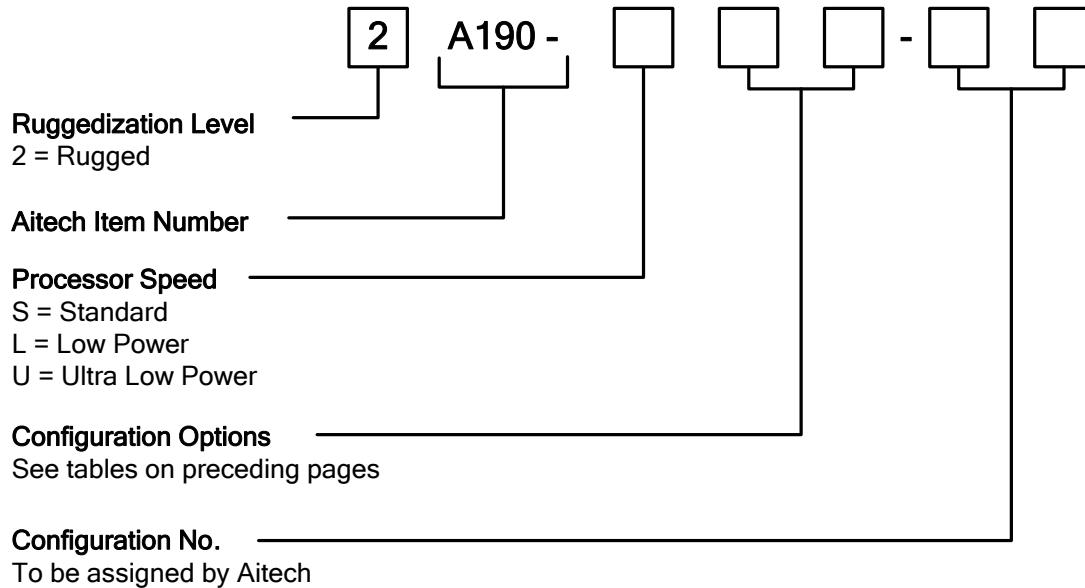 2 A190 - -
Ruggedization Level
2 = Rugged
Aitech Item Number
Processor Speed
S = Standard
L = Low Power
U = Ultra Low Power
Configuration Options
See tables on preceding pages
Configuration No.
To be assigned by Aitech